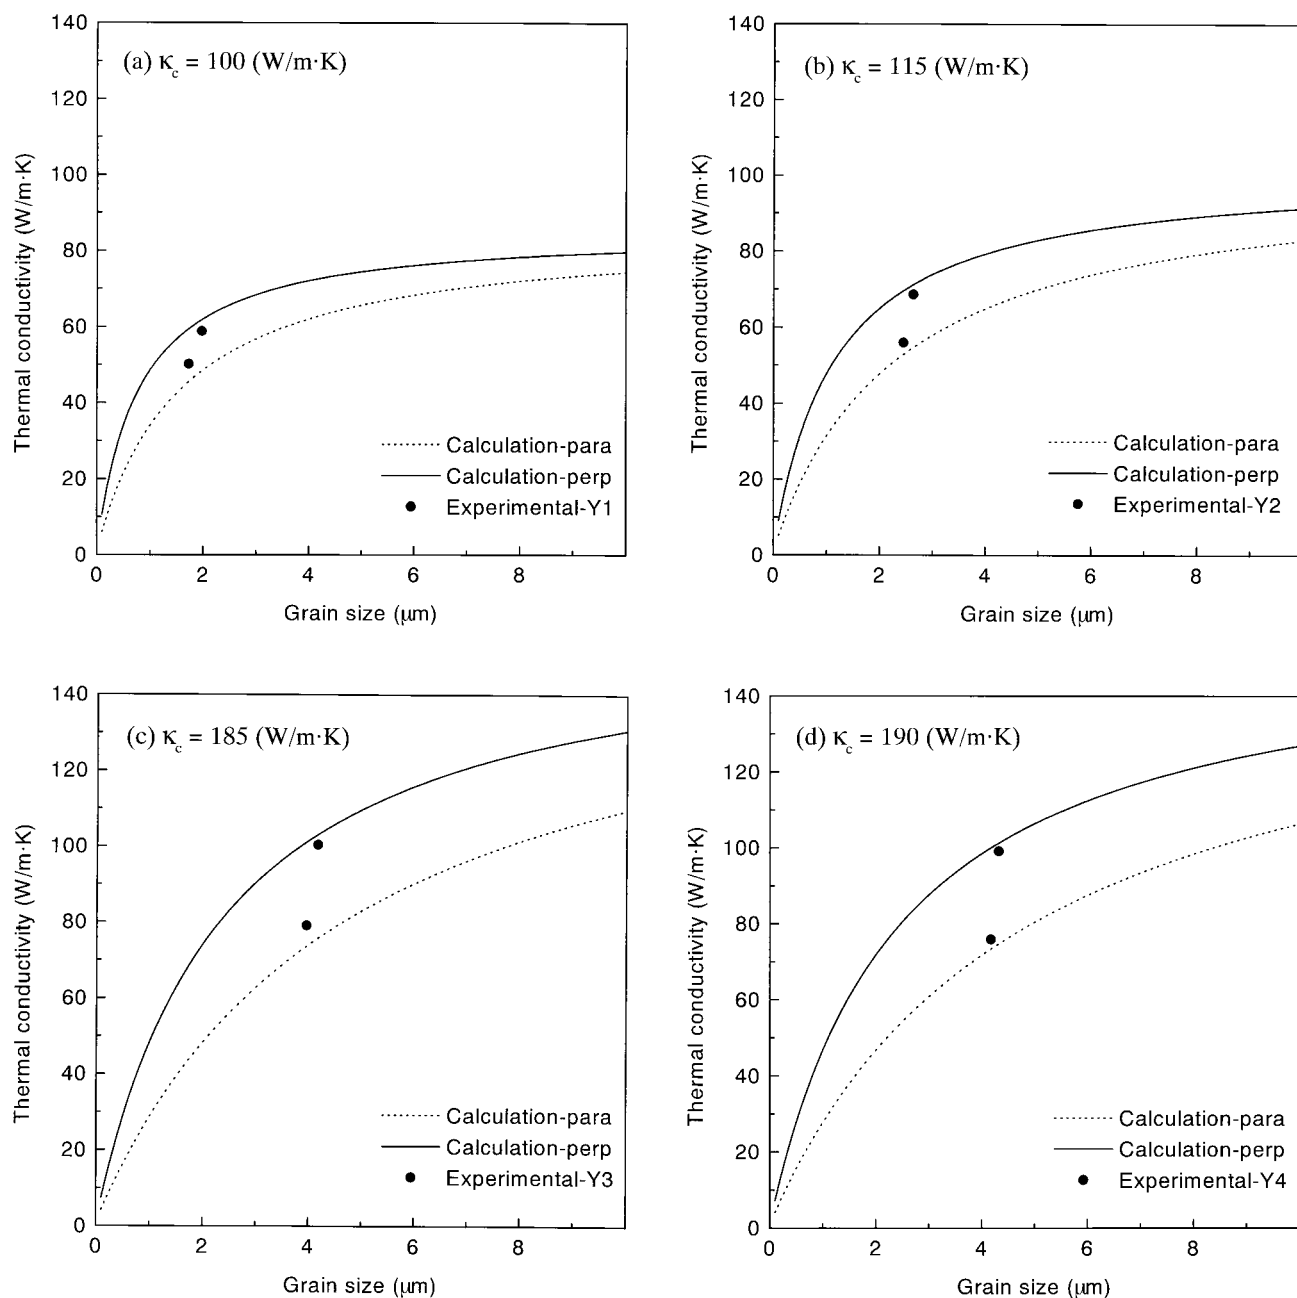 (a) κc = 100 (W/m·K)
Thermal conductivity (W/m·K)
140
120
100
80
60
40
20
0
Calculation-para
Calculation-perp
Experimental-Y1
0 2 4 6 8
Grain size (μm)
(b) κc = 115 (W/m·K)
Thermal conductivity (W/m·K)
140
120
100
80
60
40
20
0
Calculation-para
Calculation-perp
Experimental-Y2
0 2 4 6 8
Grain size (μm)
(c) κc = 185 (W/m·K)
Thermal conductivity (W/m·K)
140
120
100
80
60
40
20
0
Calculation-para
Calculation-perp
Experimental-Y3
0 2 4 6 8
Grain size (μm)
(d) κc = 190 (W/m·K)
Thermal conductivity (W/m·K)
140
120
100
80
60
40
20
0
Calculation-para
Calculation-perp
Experimental-Y4
0 2 4 6 8
Grain size (μm)